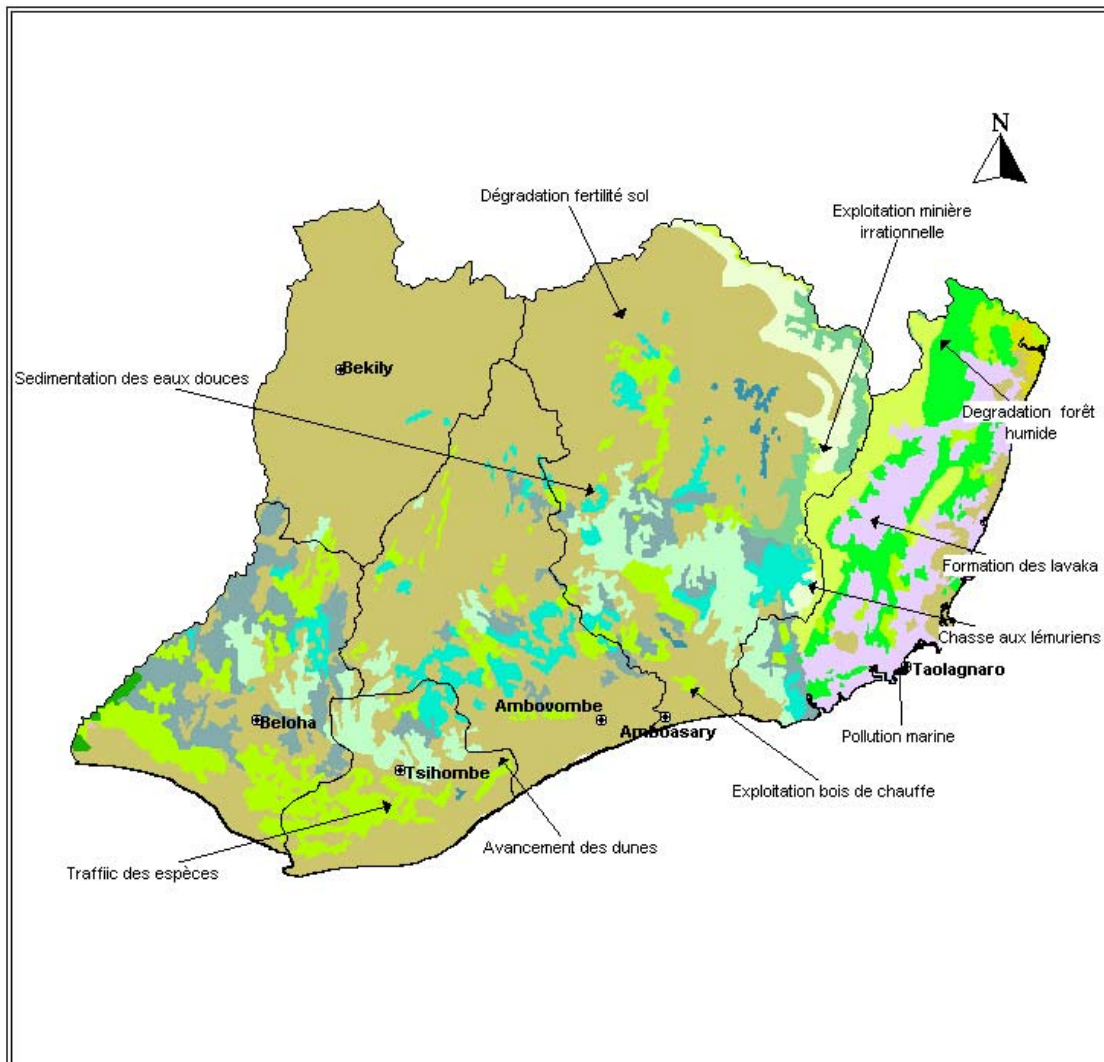 N
Dégradation fertilité sol
Exploitation minière
irrationnelle
Bekily
Sedimentation des eaux douces
Degradation forêt
humide
Formation des lavaka
Chasse aux lémuriens
Taolagnaro
Ambovombe
Beloha
Amboasary
Pollution marine
Tsihombe
Exploitation bois de chauffe
Avancement des dunes
Traffiic des espèces